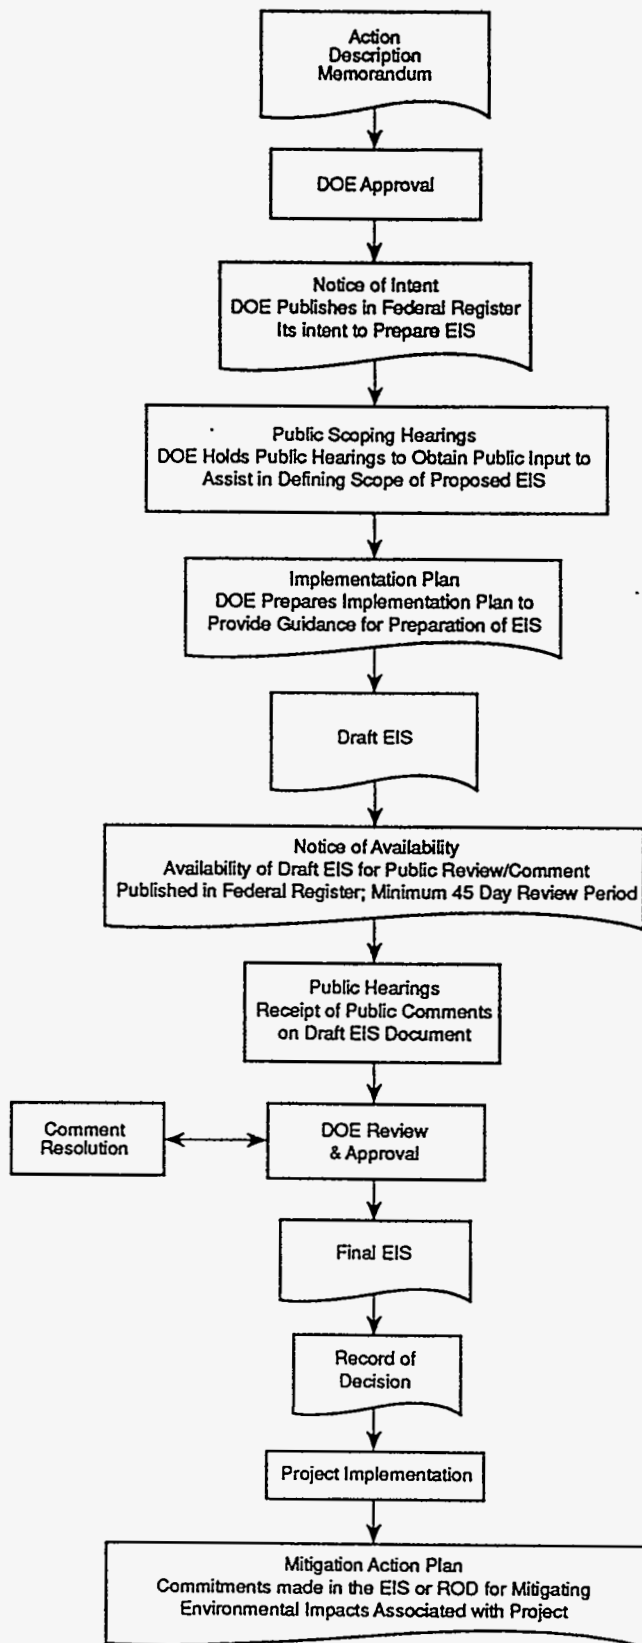 Action
Description
Memorandum
DOE Approval
Notice of Intent
DOE Publishes in Federal Register
Its intent to Prepare EIS
Public Scoping Hearings
DOE Holds Public Hearings to Obtain Public Input to
Assist in Defining Scope of Proposed EIS
Implementation Plan
DOE Prepares Implementation Plan to
Provide Guidance for Preparation of EIS
Draft EIS
Notice of Availability
Availability of Draft EIS for Public Review/Comment
Published in Federal Register; Minimum 45 Day Review Period
Public Hearings
Receipt of Public Comments
on Draft EIS Document
Comment
Resolution
DOE Review
& Approval
Final EIS
Record of
Decision
Project Implementation
Mitigation Action Plan
Commitments made in the EIS or ROD for Mitigating
Environmental Impacts Associated with Project